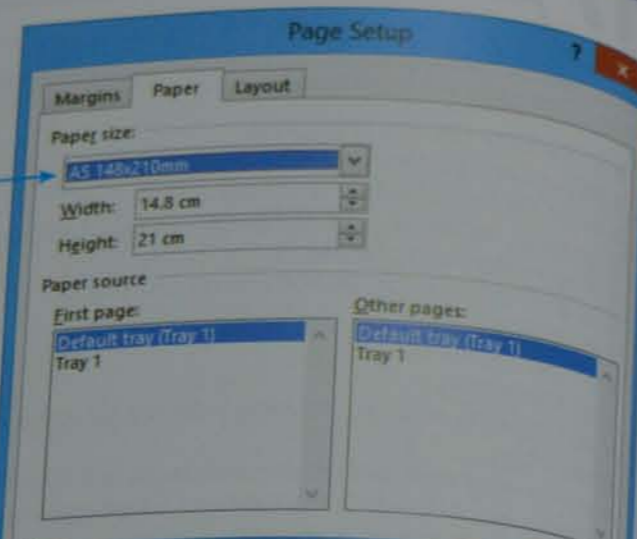 Page Setup
?
x
Margins Paper Layout
Paper size:
A5 148x210mm
Width: 14.8 cm
Height: 21 cm
Paper source
First page:
Default tray (Tray 1)
Tray 1
Other pages:
Default tray (Tray 1)
Tray 1